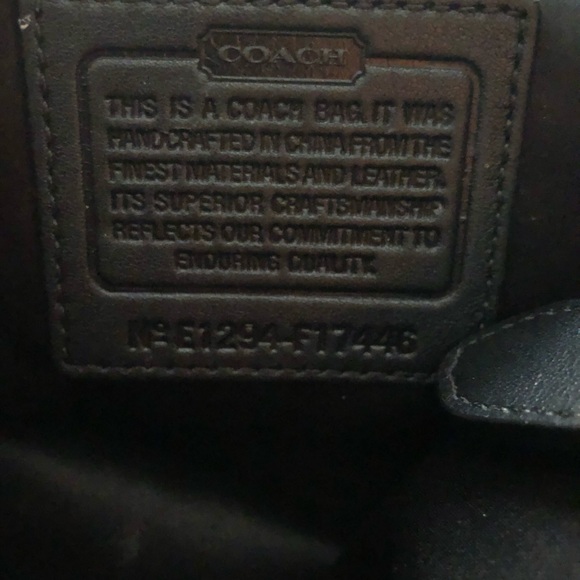 COACH
THIS IS A COACH BAG. IT WAS
HANDCRAFTED IN CHINA FROM THE
FINEST MATERIALS AND LEATHER.
ITS SUPERIOR CRAFTSMANSHIP
REFLECTS OUR COMMITMENT TO
ENDURING QUALITY.
Nº E1294-F17446